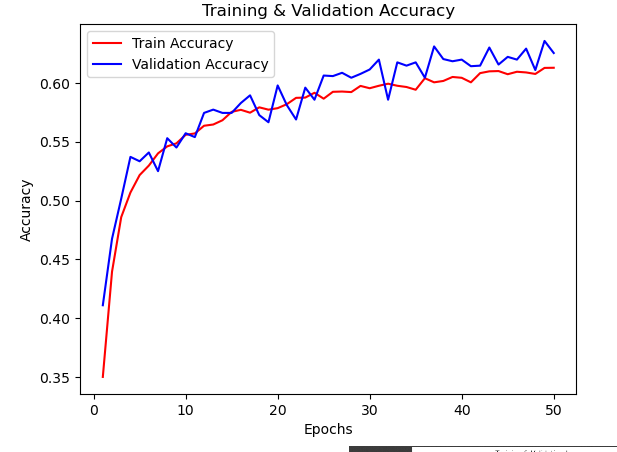 Training & Validation Accuracy
Train Accuracy
Validation Accuracy
0.60
0.55
0.50
0.45
0.40
0.35
Accuracy
0 10 20 30 40 50
Epochs